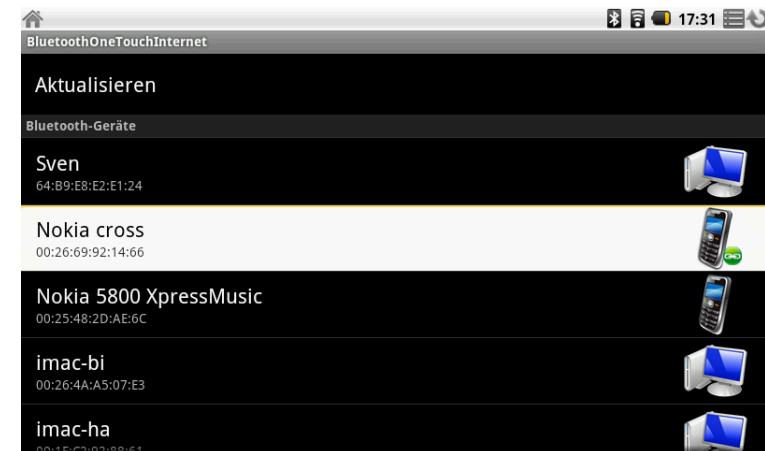 17:31
BluetoothOneTouchInternet
Aktualisieren
Bluetooth-Geräte
Sven
64:B9:E8:E2:E1:24
Nokia cross
00:26:69:92:14:66
Nokia 5800 XpressMusic
00:25:48:2D:AE:6C
imac-bi
00:26:4A:A5:07:E3
imac-ha